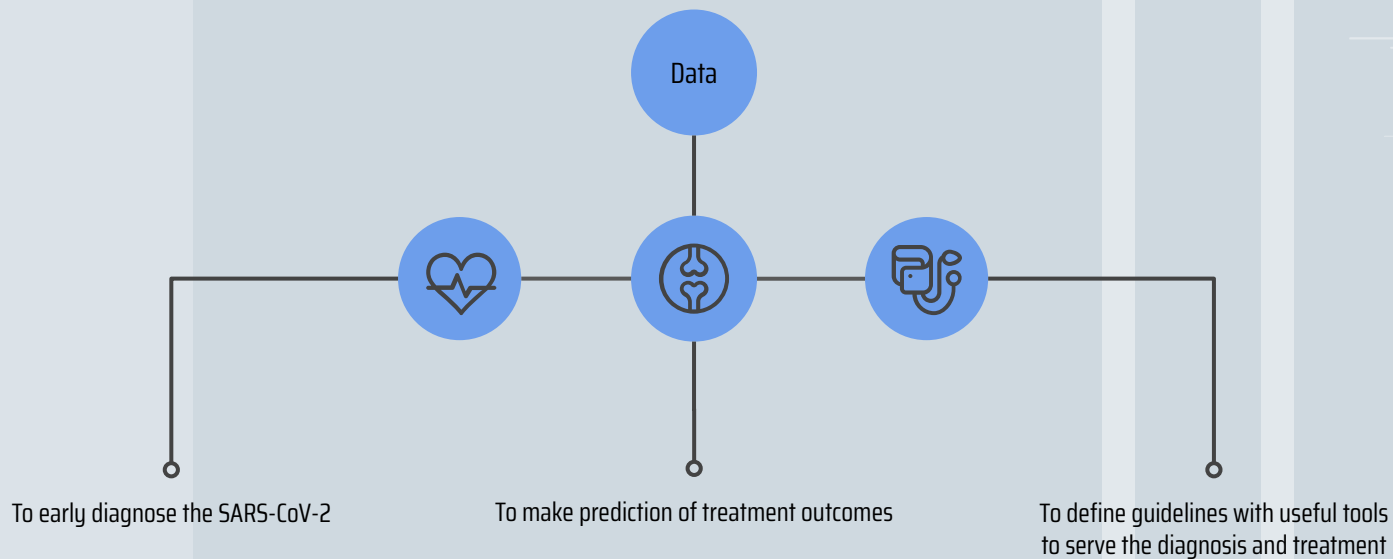 Data
To early diagnose the SARS-CoV-2
To make prediction of treatment outcomes
To define guidelines with useful tools
to serve the diagnosis and treatment